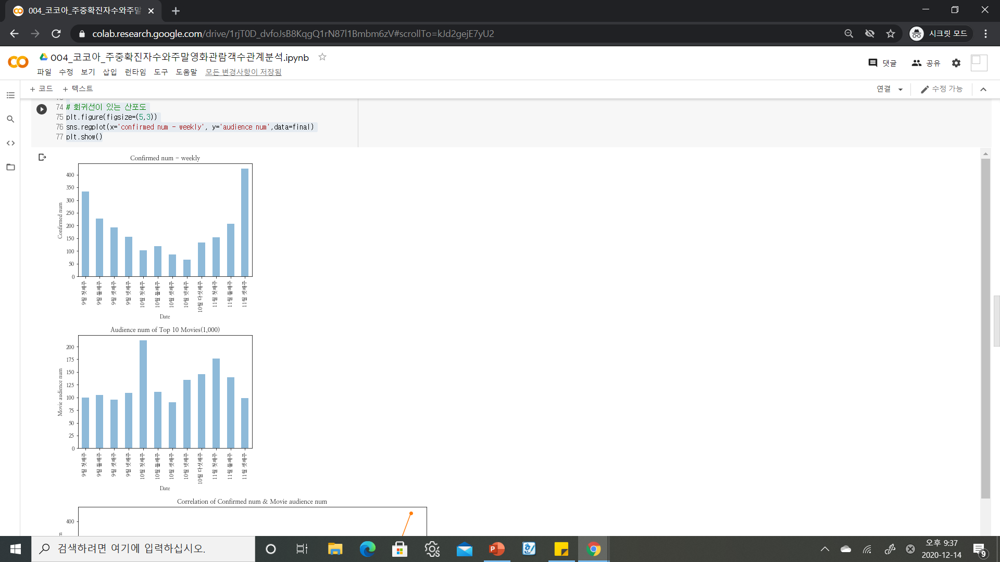 004_코코아_주중확진자수와주말
colab.research.google.com/drive/1rjT0D_dvfoJsB8KqgQ1rN87l1Bmbm6zV#scrollTo=kJd2gejE7yU2
시크릿 모드
004_코코아_주중확진자수와주말영화관람객수관계분석.ipynb
댓글
공유
파일 수정 보기 삽입 런타임 도구 도움말 모든 변경사항이 저장됨
+ 코드 + 텍스트
연결
수정 가능
74 # 회귀선이 있는 산포도
75 plt.figure(figsize=(5,3))
76 sns.regplot(x='confirmed num - weekly', y='audience num',data=final)
77 plt.show()
Confirmed num - weekly
400
350
300
250
200
150
100
50
0
Confirmed num
9월 첫째주
9월 둘째주
9월 셋째주
9월 넷째주
10월 첫째주
10월 둘째주
10월 셋째주
10월 넷째주
10월 다섯째주
11월 첫째주
11월 둘째주
11월 셋째주
Date
Audience num of Top 10 Movies(1,000)
200
175
150
125
100
75
50
25
0
Movie audience num
9월 첫째주
9월 둘째주
9월 셋째주
9월 넷째주
10월 첫째주
10월 둘째주
10월 셋째주
10월 넷째주
10월 다섯째주
11월 첫째주
11월 둘째주
11월 셋째주
Date
Correlation of Confirmed num & Movie audience num
400
검색하려면 여기에 입력하십시오.
오후 9:37
2020-12-14
9